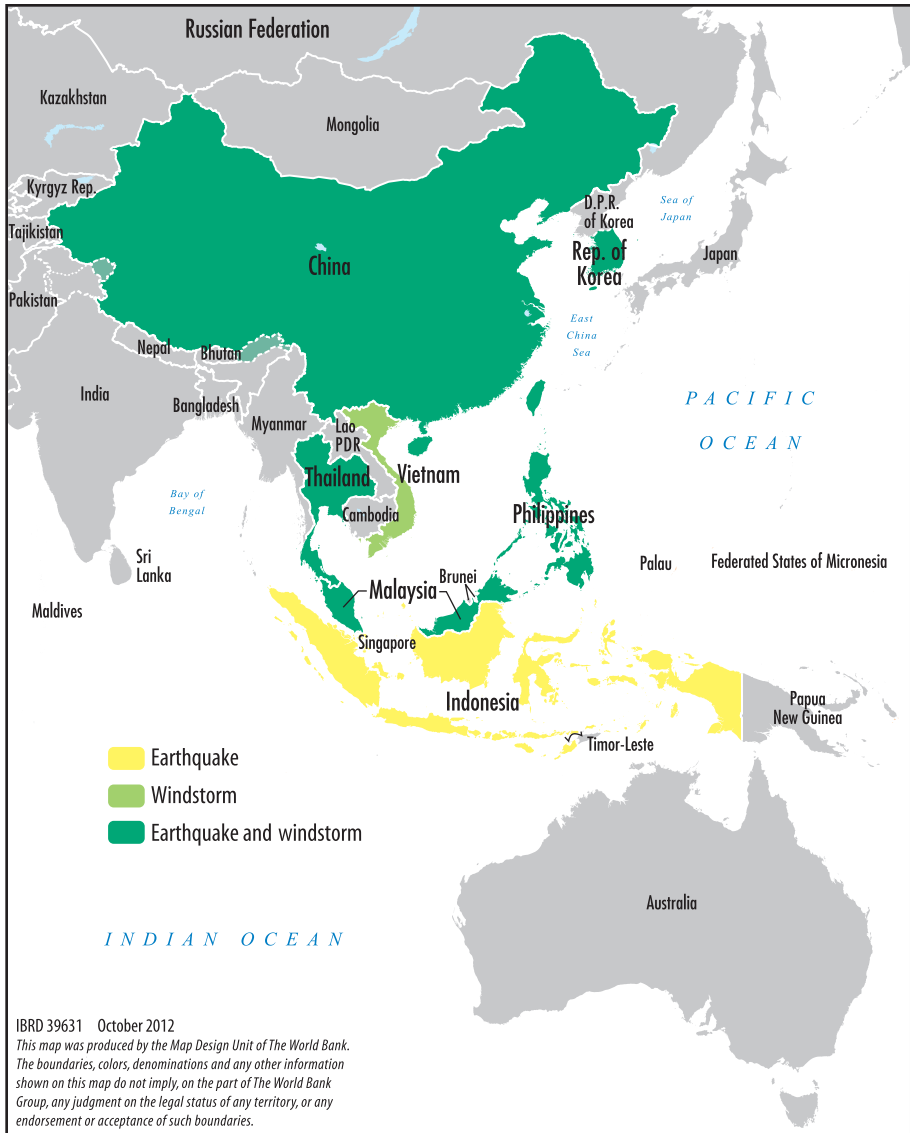 Russian Federation
Kazakhstan
Mongolia
Kyrgyz Rep.
D.P.R.
of Korea
Sea of
Japan
Tajikistan
Rep. of
Korea
Japan
China
Pakistan
East
China
Sea
Nepal
Bhutan
India
Bangladesh
PACIFIC
OCEAN
Myanmar
Lao
PDR
Thailand
Vietnam
Bay of
Bengal
Cambodia
Philippines
Sri
Lanka
Palau
Federated States of Micronesia
Maldives
Malaysia
Brunei
Singapore
Indonesia
Papua
New Guinea
Timor-Leste
Earthquake
Windstorm
Earthquake and windstorm
Australia
INDIAN OCEAN
IBRD 39631 October 2012
This map was produced by the Map Design Unit of The World Bank.
The boundaries, colors, denominations and any other information
shown on this map do not imply, on the part of The World Bank
Group, any judgment on the legal status of any territory, or any
endorsement or acceptance of such boundaries.